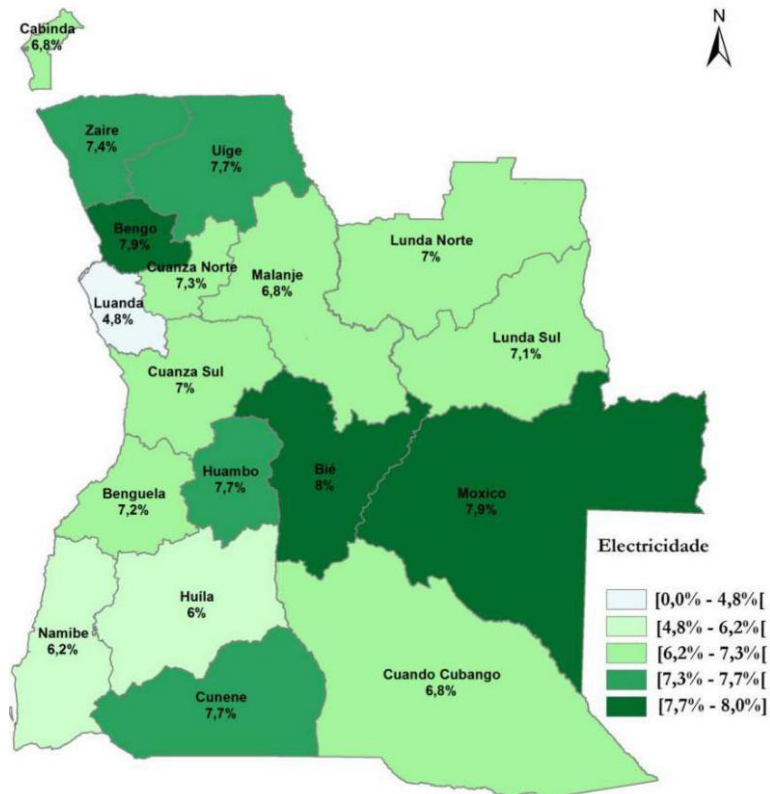 N
Cabinda
6,8%
Zaire
7,4%
Uíge
7,7%
Bengo
7,9%
Cuanza Norte
7,3%
Malanje
6,8%
Lunda Norte
7%
Luanda
4,8%
Lunda Sul
7,1%
Cuanza Sul
7%
Huambo
7,7%
Bié
8%
Moxico
7,9%
Benguela
7,2%
Huíla
6%
Namibe
6,2%
Cunene
7,7%
Cuando Cubango
6,8%
Electricidade
[0,0% - 4,8%[
[4,8% - 6,2%[
[6,2% - 7,3%[
[7,3% - 7,7%[
[7,7% - 8,0%[